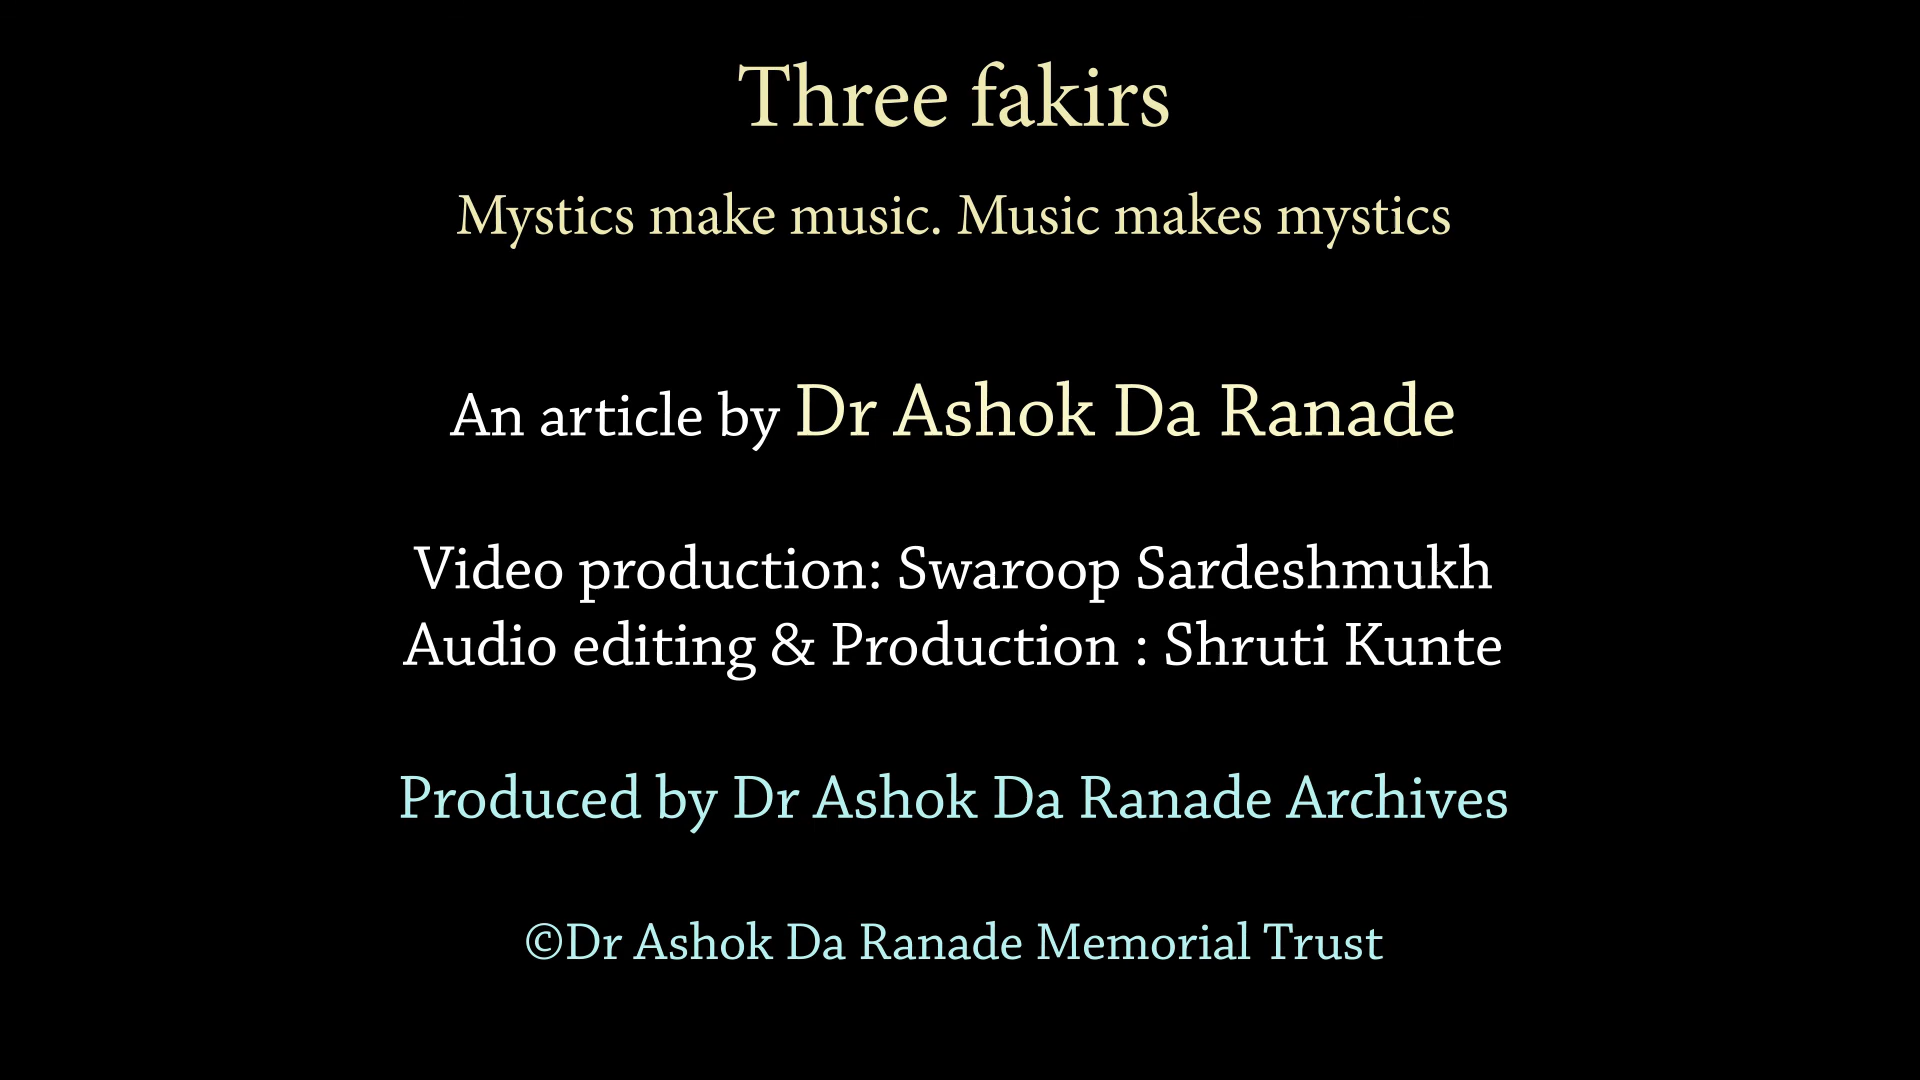 Three fakirs
Mystics make music. Music makes mystics
An article by Dr Ashok Da Ranade
Video production: Swaroop Sardeshmukh
Audio editing & Production : Shruti Kunte
Produced by Dr Ashok Da Ranade Archives
©Dr Ashok Da Ranade Memorial Trust